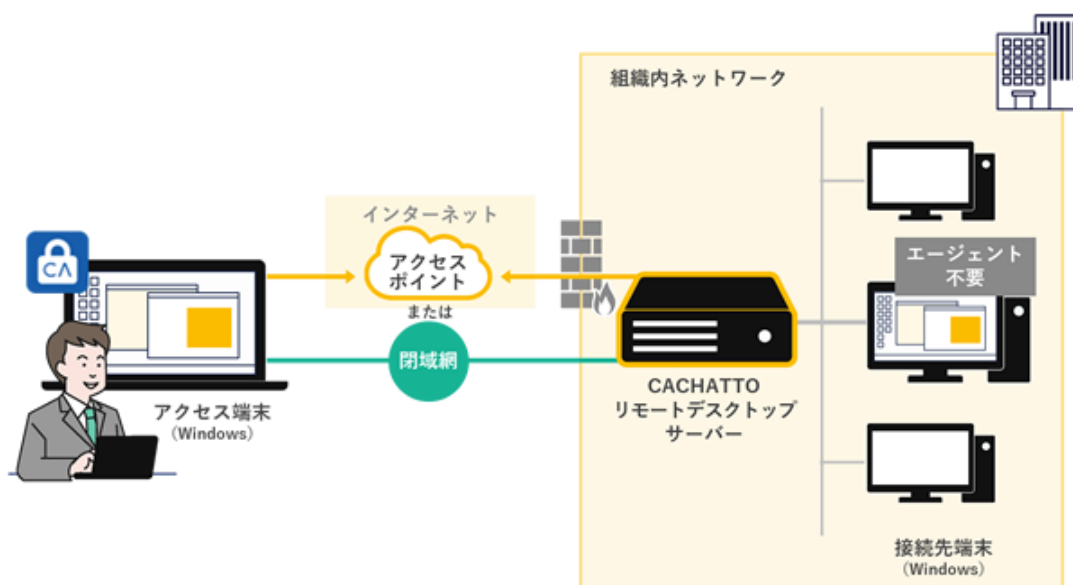 組織内ネットワーク
インターネット
アクセス
ポイント
または
閉域網
CA
アクセス端末
(Windows)
CACHATTO
リモートデスクトップ
サーバー
エージェント
不要
接続先端末
(Windows)